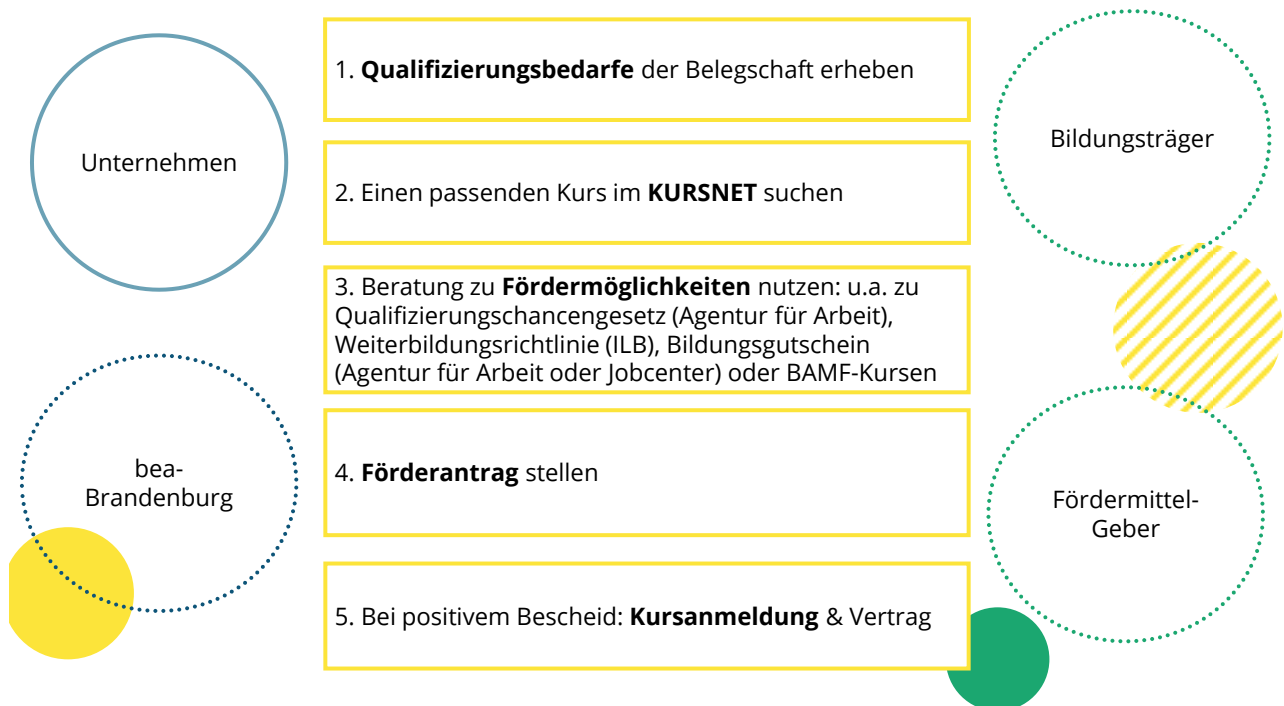 Unternehmen
bea-
Brandenburg
1. Qualifizierungsbedarfe der Belegschaft erheben
2. Einen passenden Kurs im KURSNET suchen
3. Beratung zu Fördermöglichkeiten nutzen: u.a. zu
Qualifizierungschancengesetz (Agentur für Arbeit),
Weiterbildungsrichtlinie (ILB), Bildungsgutschein
(Agentur für Arbeit oder Jobcenter) oder BAMF-Kursen
4. Förderantrag stellen
5. Bei positivem Bescheid: Kursanmeldung & Vertrag
Bildungsträger
Fördermittel-
Geber